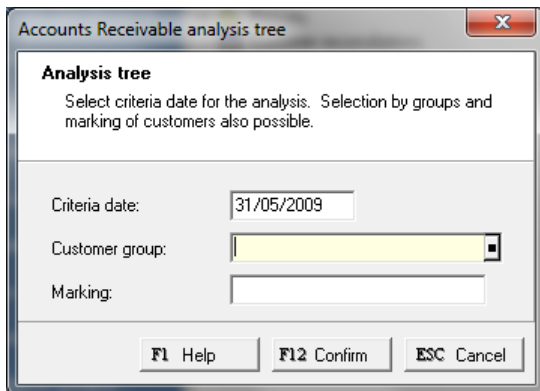 Accounts Receivable analysis tree
Analysis tree
Select criteria date for the analysis. Selection by groups and
marking of customers also possible.
Criteria date: 31/05/2009
Customer group:
Marking:
F1 Help F12 Confirm ESC Cancel